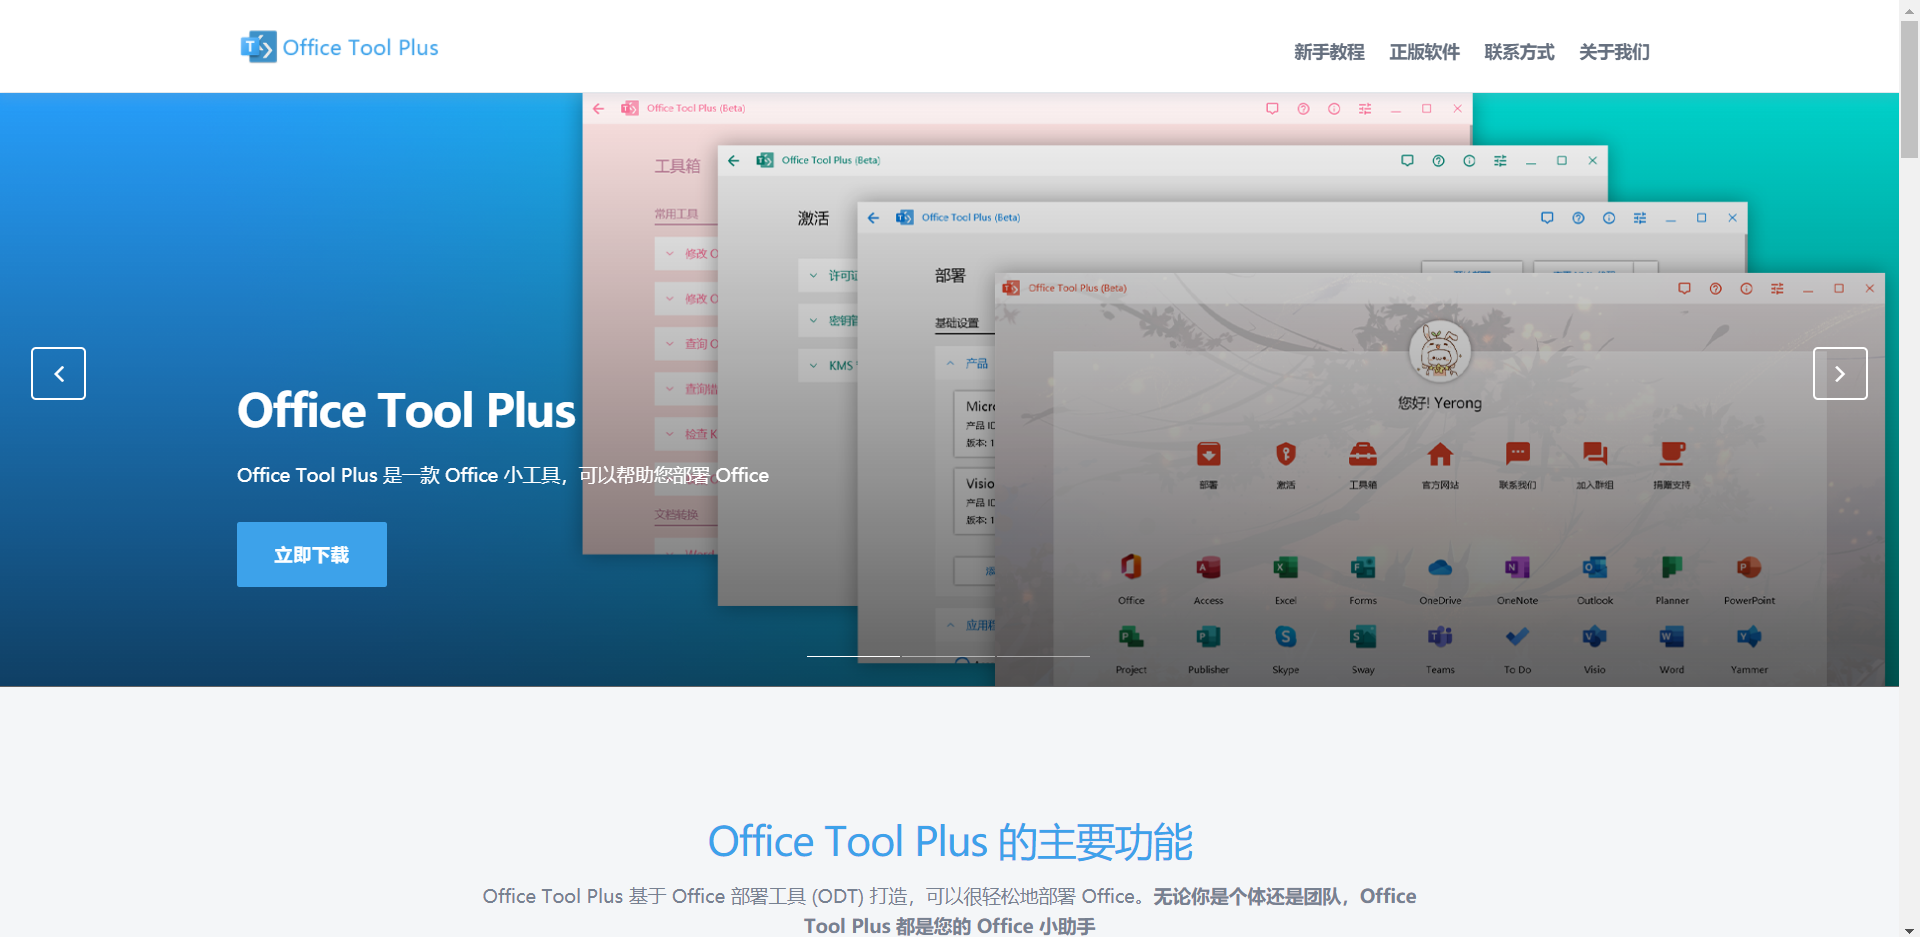 Office Tool Plus
新手教程 正版软件 联系方式 关于我们
Office Tool Plus (Beta)
工具箱
常用工具
修改 O
修改 O
查询 O
检查 K
文档转换
Office Tool Plus (Beta)
激活
许可证
密钥管
KMS
Office Tool Plus (Beta)
部署
基础设置
产品
Micro
产品 ID
版本: 1
Visio
产品 ID
版本: 1
Office Tool Plus (Beta)
您好! Yerong
部署 激活 工具箱 官方网站 联系我们 加入群组 捐赠支持
Office Access Excel Forms OneDrive OneNote Outlook Planner PowerPoint
Project Publisher Skype Sway Teams To Do Visio Word Yammer
Office Tool Plus
Office Tool Plus 是一款 Office 小工具，可以帮助您部署 Office
立即下载
Office Tool Plus 的主要功能
Office Tool Plus 基于 Office 部署工具 (ODT) 打造，可以很轻松地部署 Office。无论你是个体还是团队，Office
Tool Plus 都是您的 Office 小助手